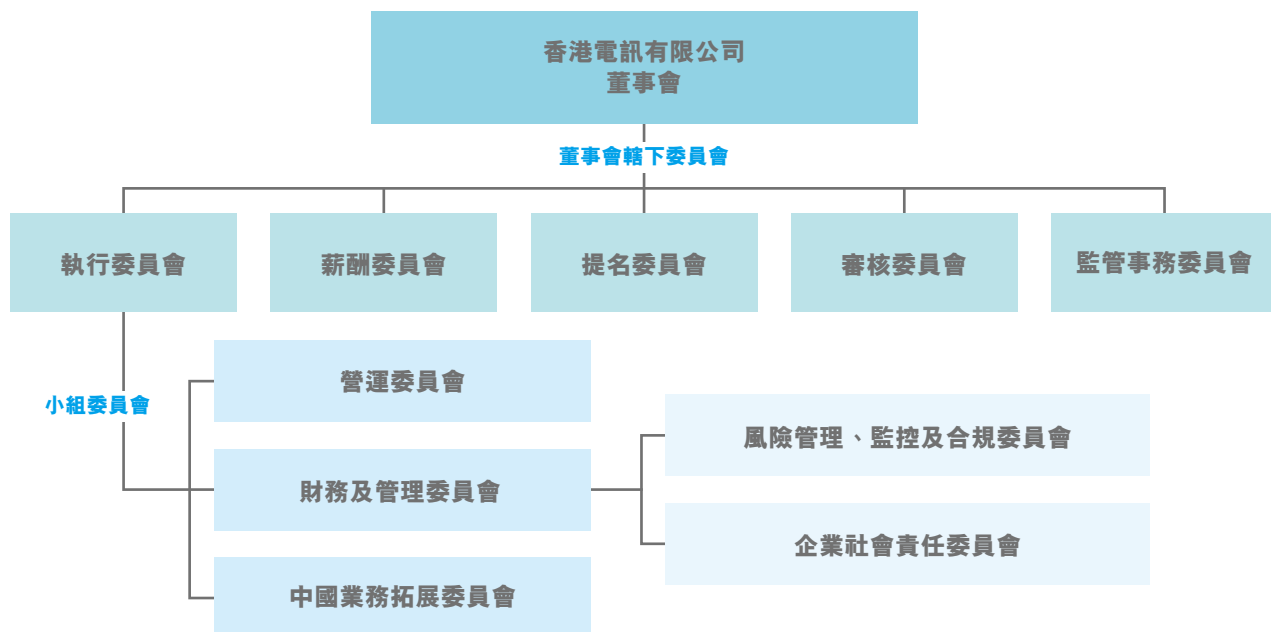 香港電訊有限公司
董事會
董事會轄下委員會
執行委員會
薪酬委員會
提名委員會
審核委員會
監管事務委員會
小組委員會
營運委員會
財務及管理委員會
中國業務拓展委員會
風險管理、監控及合規委員會
企業社會責任委員會